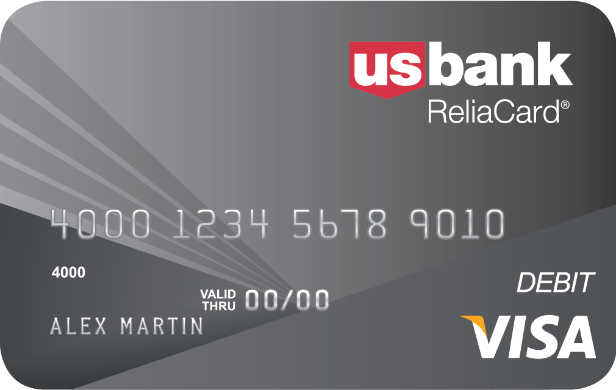 usbank
ReliaCard®
4000 1234 5678 9010
4000
VALID THRU 00/00
ALEX MARTIN
DEBIT
VISA